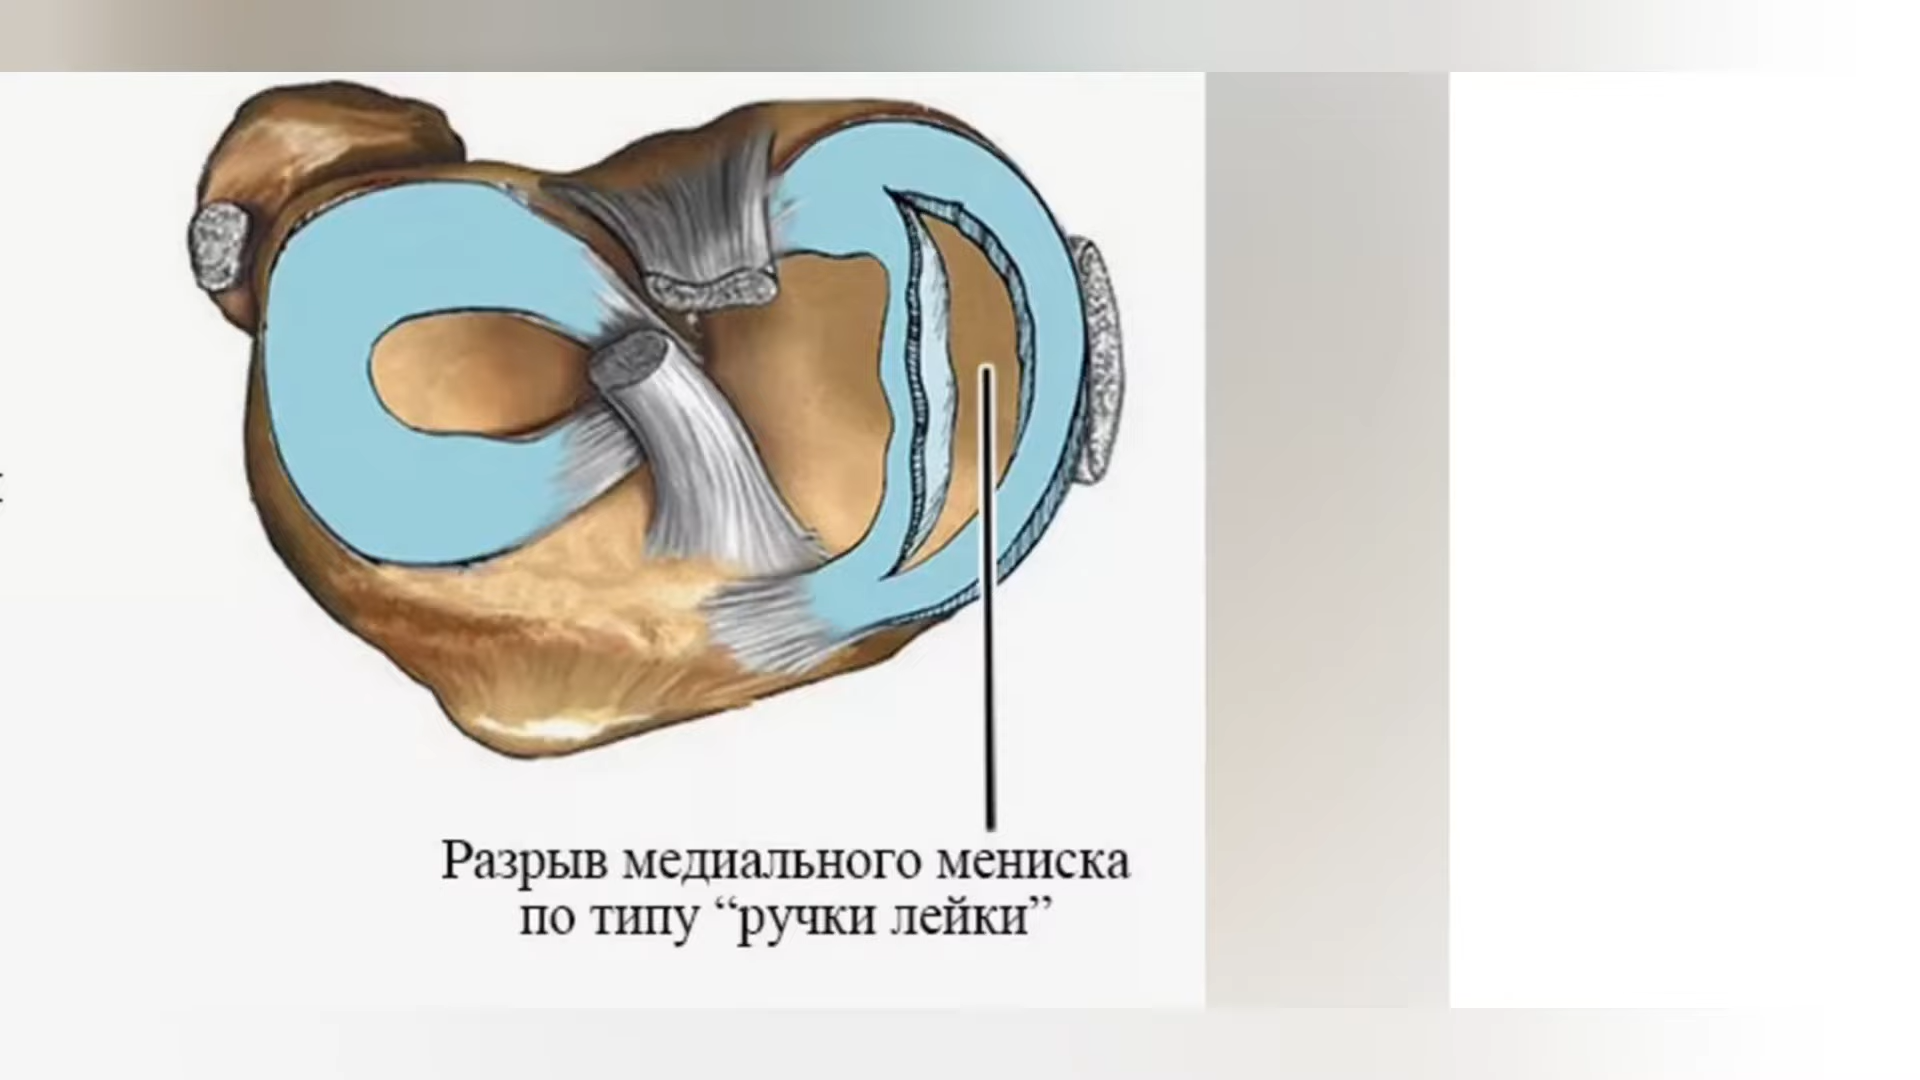 Разрыв медиального мениска
по типу “ручки лейки”